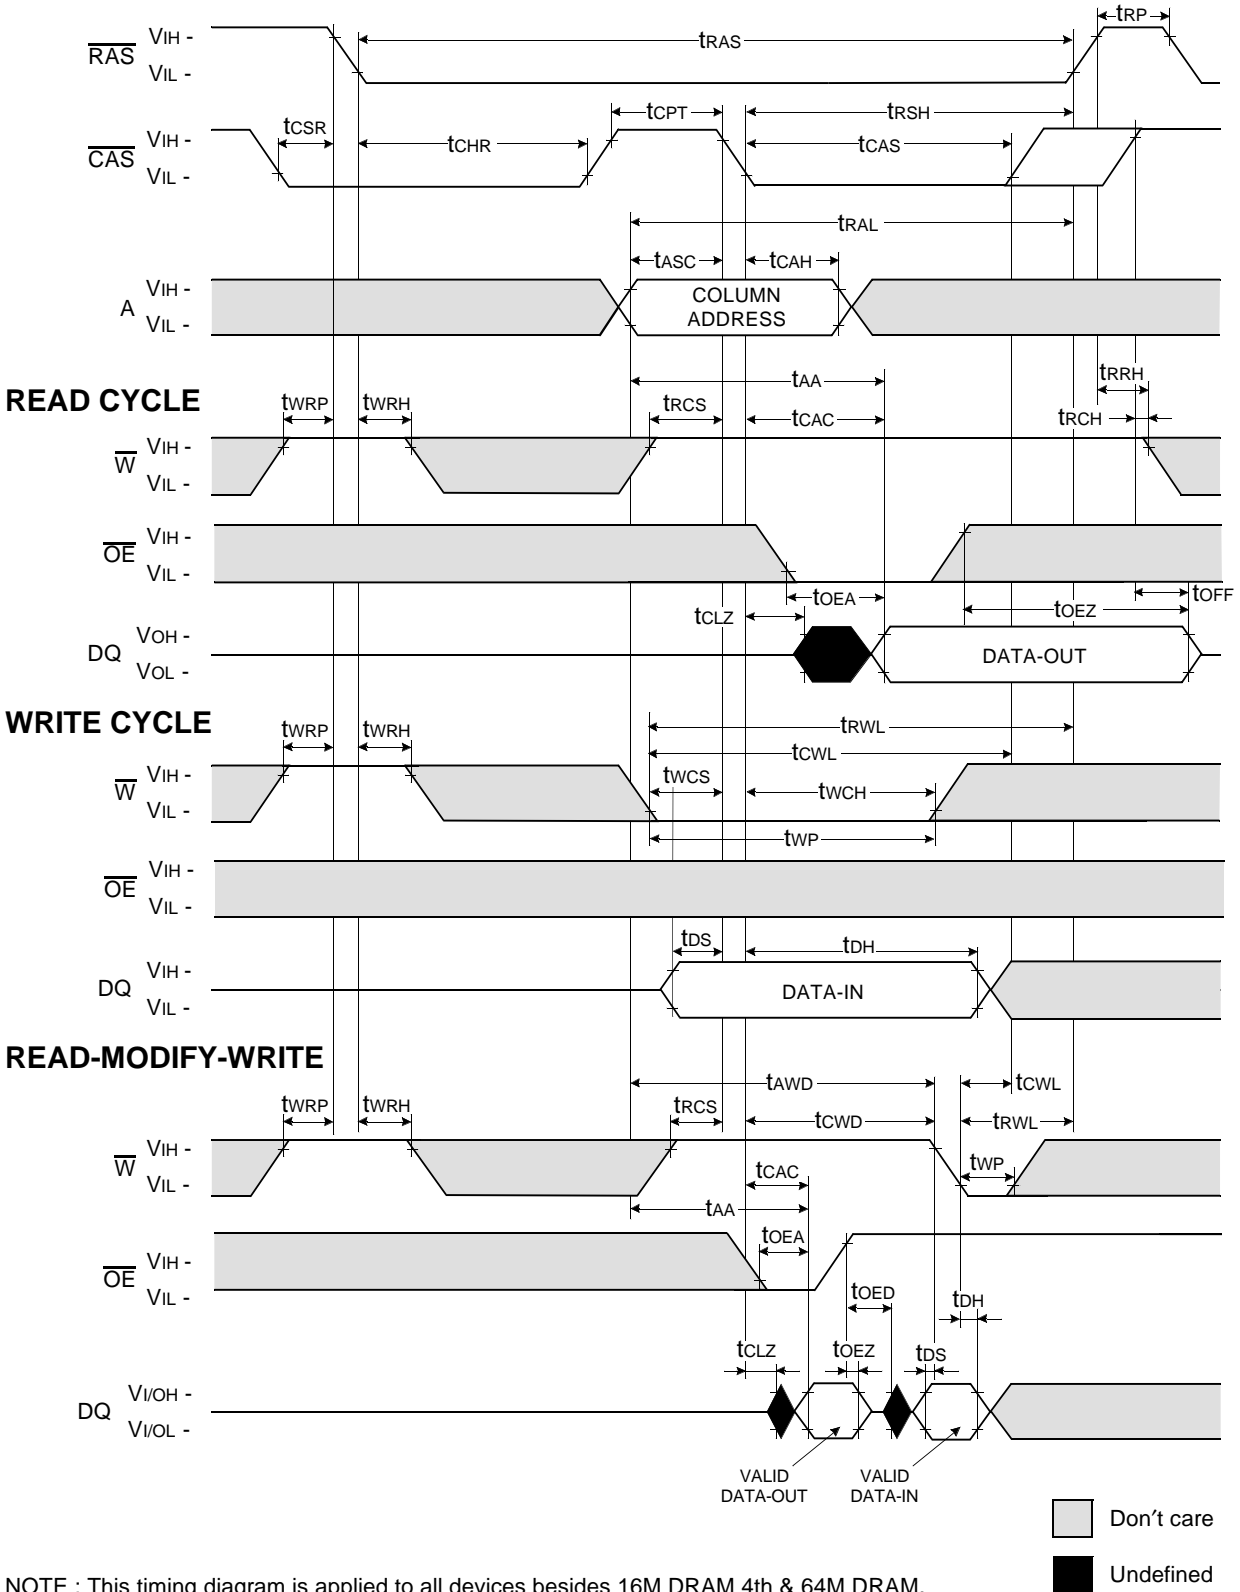 tRP
RAS VIH -
VIL -
tRAS
CAS VIH -
VIL -
tCSR
tCHR
tCPT
tRSH
tCAS
tRAL
tASC
tCAH
A VIH -
VIL -
COLUMN
ADDRESS
READ CYCLE
tAA
tRRH
tWRP
tWRH
tRCS
tCAC
tRCH
W VIH -
VIL -
OE VIH -
VIL -
tOEA
tOEZ
tOFF
tCLZ
DQ VOH -
VOL -
DATA-OUT
WRITE CYCLE
tWRP
tWRH
tRWL
tCWL
tWCS
tWCH
tWP
W VIH -
VIL -
OE VIH -
VIL -
tDS
tDH
DQ VIH -
VIL -
DATA-IN
READ-MODIFY-WRITE
tAWD
tCWL
tWRP
tWRH
tRCS
tCWD
tRWL
W VIH -
VIL -
tCAC
tWP
tAA
tOEA
OE VIH -
VIL -
tOED
tDH
tCLZ
tOEZ
tDS
DQ VI/OH -
VI/OL -
VALID
DATA-OUT
VALID
DATA-IN
Don′t care
Undefined
NOTE : This timing diagram is applied to all devices besides 16M DRAM 4th & 64M DRAM.